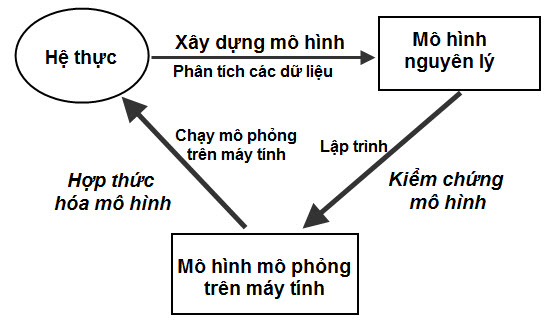 Hệ thực
Xây dựng mô hình
Phân tích các dữ liệu
Mô hình
nguyên lý
Chạy mô phỏng
trên máy tính
Lập trình
Hợp thức
hóa mô hình
Kiểm chứng
mô hình
Mô hình mô phỏng
trên máy tính